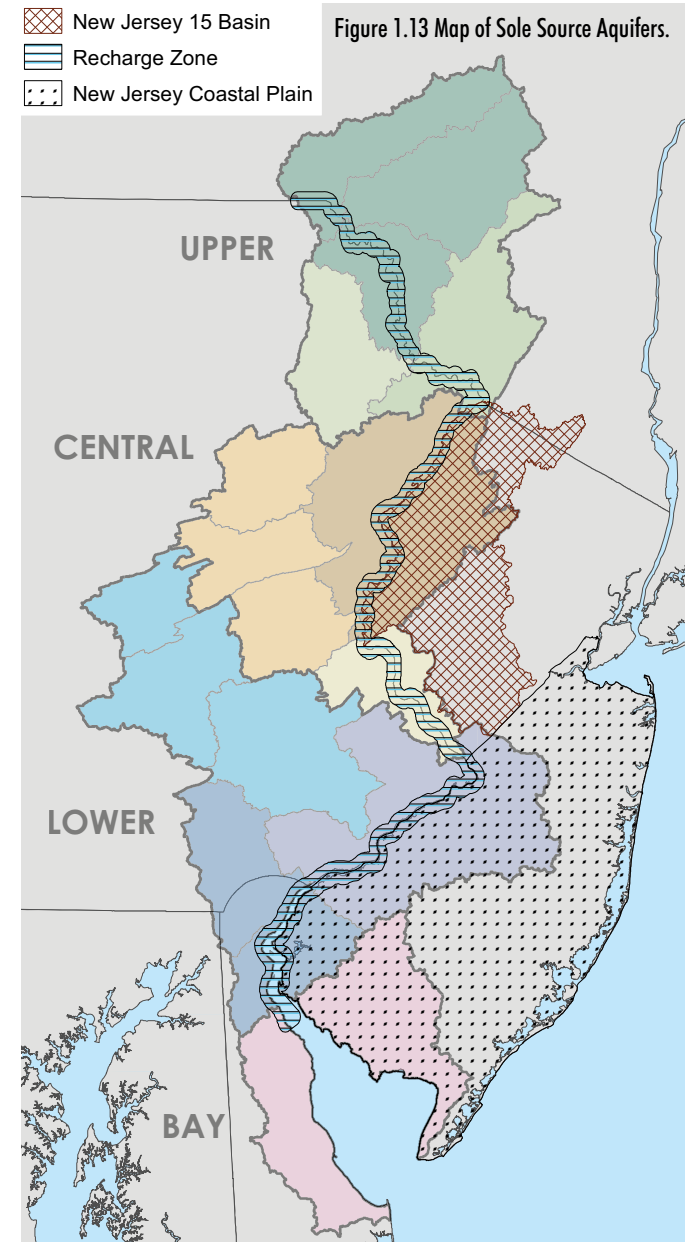 New Jersey 15 Basin
Recharge Zone
New Jersey Coastal Plain
Figure 1.13 Map of Sole Source Aquifers.
UPPER
CENTRAL
LOWER
BAY